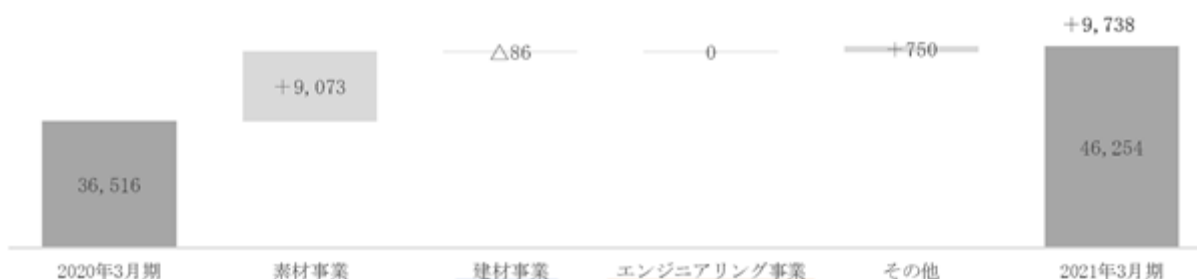 +9,738
△86
0
+750
+9,073
46,254
36,516
2020年3月期
素材事業
建材事業
エンジニアリング事業
その他
2021年3月期